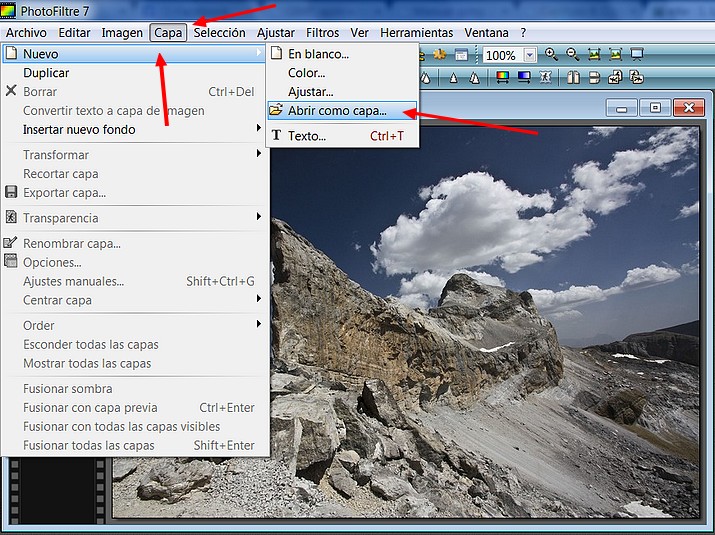 PhotoFiltre 7
Archivo Editar Imagen Capa Selección Ajustar Filtros Ver Herramientas Ventana ?
100%
Nuevo
Duplicar
Borrar Ctrl+Del
Convertir texto a capa de imagen
Insertar nuevo fondo
Transformar
Recortar capa
Exportar capa...
Transparencia
Renombrar capa...
Opciones...
Ajustes manuales... Shift+Ctrl+G
Centrar capa
Order
Esconder todas las capas
Mostrar todas las capas
Fusionar sombra
Fusionar con capa previa Ctrl+Enter
Fusionar con todas las capas visibles
Fusionar todas las capas Shift+Enter
En blanco...
Color...
Ajustar...
Abrir como capa...
T Texto... Ctrl+T